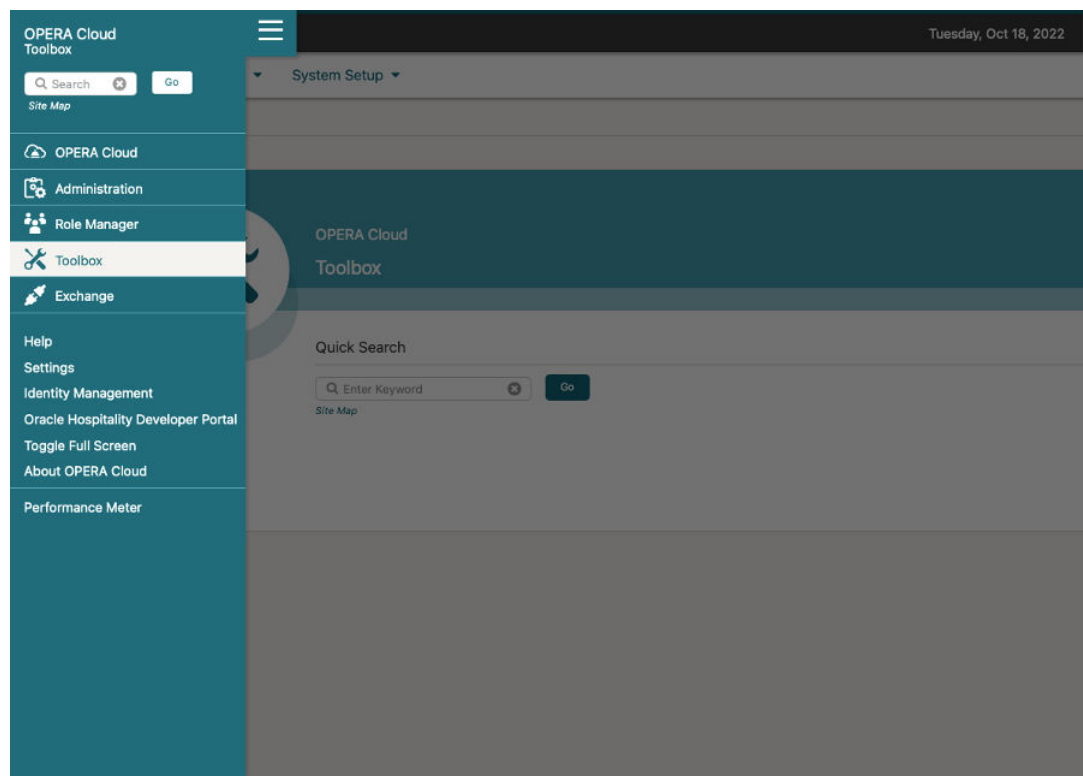 OPERA Cloud
Toolbox
Search
Go
Site Map
OPERA Cloud
Administration
Role Manager
Toolbox
Exchange
Help
Settings
Identity Management
Oracle Hospitality Developer Portal
Toggle Full Screen
About OPERA Cloud
Performance Meter
Tuesday, Oct 18, 2022
System Setup
OPERA Cloud
Toolbox
Quick Search
Enter Keyword
Go
Site Map